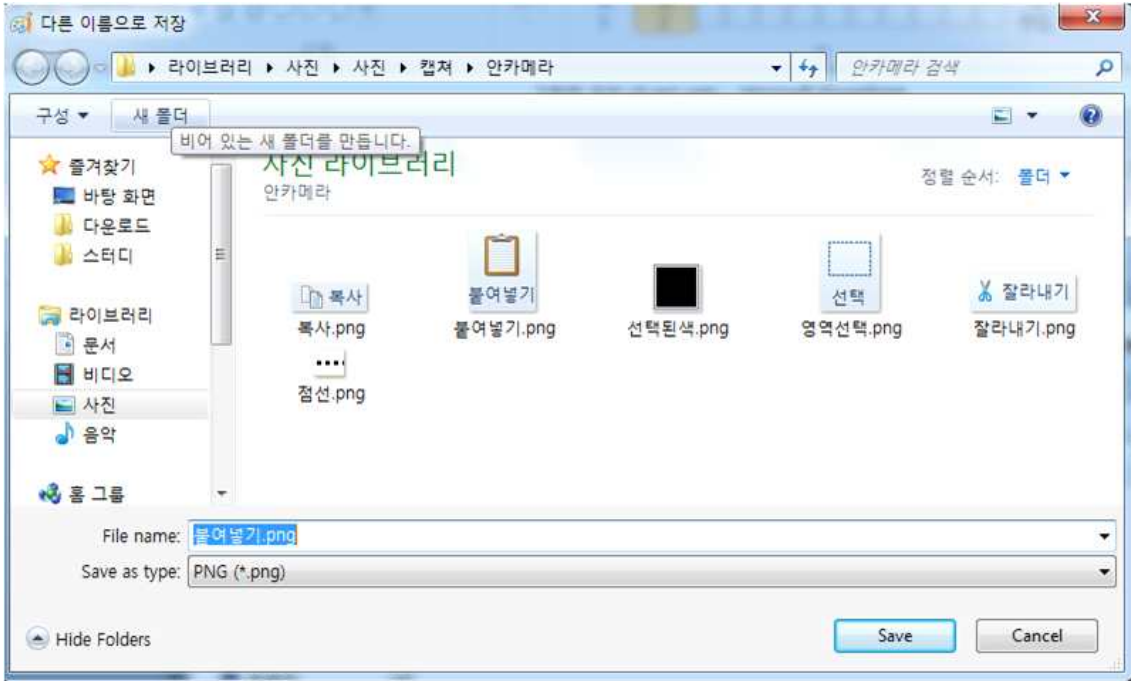 다른 이름으로 저장
라이브러리 ▸ 사진 ▸ 사진 ▸ 캡쳐 ▸ 안카메라
안카메라 검색
구성 ▼ 새 폴더
비어 있는 새 폴더를 만듭니다.
즐겨찾기
바탕 화면
다운로드
스터디
라이브러리
문서
비디오
사진
음악
홈 그룹
사진 라이브러리
안카메라
정렬 순서: 폴더 ▼
복사
붙여넣기
선택
잘라내기
복사.png
붙여넣기.png
선택된색.png
영역선택.png
잘라내기.png
점선.png
File name: 붙여넣기.png
Save as type: PNG (*.png)
Hide Folders
Save
Cancel